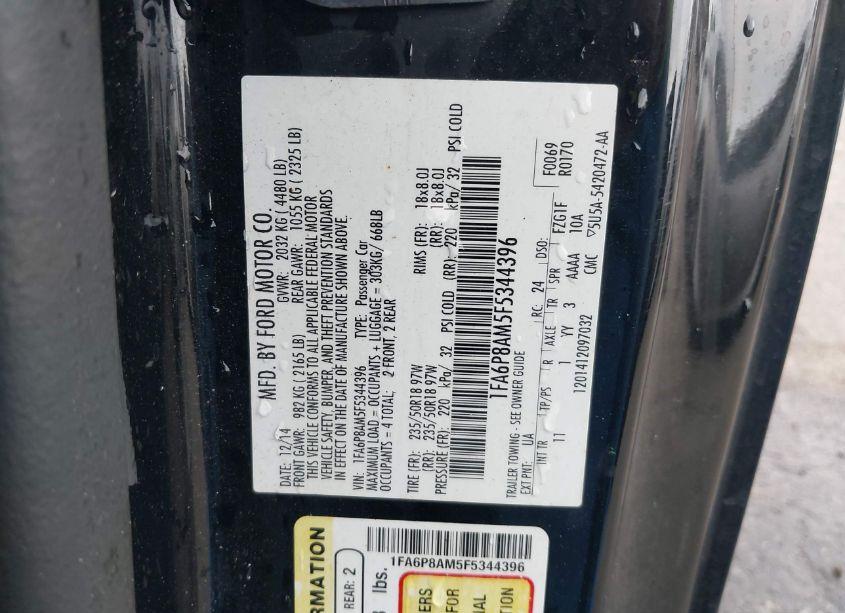 MFD. BY FORD MOTOR CO.
DATE: 12/14 GVWR: 2032 KG ( 4480 LB)
FRONT GAWR: 982 KG ( 2165 LB) REAR GAWR: 1055 KG ( 2325 LB)
THIS VEHICLE CONFORMS TO ALL APPLICABLE FEDERAL MOTOR
VEHICLE SAFETY, BUMPER, AND THEFT PREVENTION STANDARDS
IN EFFECT ON THE DATE OF MANUFACTURE SHOWN ABOVE.
VIN: 1FA6P8AM5F5344396 TYPE: Passenger Car
MAXIMUM LOAD = OCCUPANTS + LUGGAGE = 303KG/ 668LB
OCCUPANTS = 4 TOTAL: 2 FRONT, 2 REAR
TIRE (FR): 235/50R18 97W RIMS (FR): 18x8.0J
(RR): 235/50R18 97W (RR): 18x8.0J
PRESSURE (FR): 220 kPa/ 32 PSI COLD (RR): 220 kPa/ 32 PSI COLD
1FA6P8AM5F5344396
TRAILER TOWING - SEE OWNER GUIDE
EXT PNT: UA RC: 24 DSO: F0069
R0170
INT TR TP/PS R AXLE TR SPR FZG1F
11 1 YY 3 AAAA 10A
1201412097032 CMC ▽5U5A-5420472-AA
RMATION
REAR: 2
lbs.
1FA6P8AM5F5344396